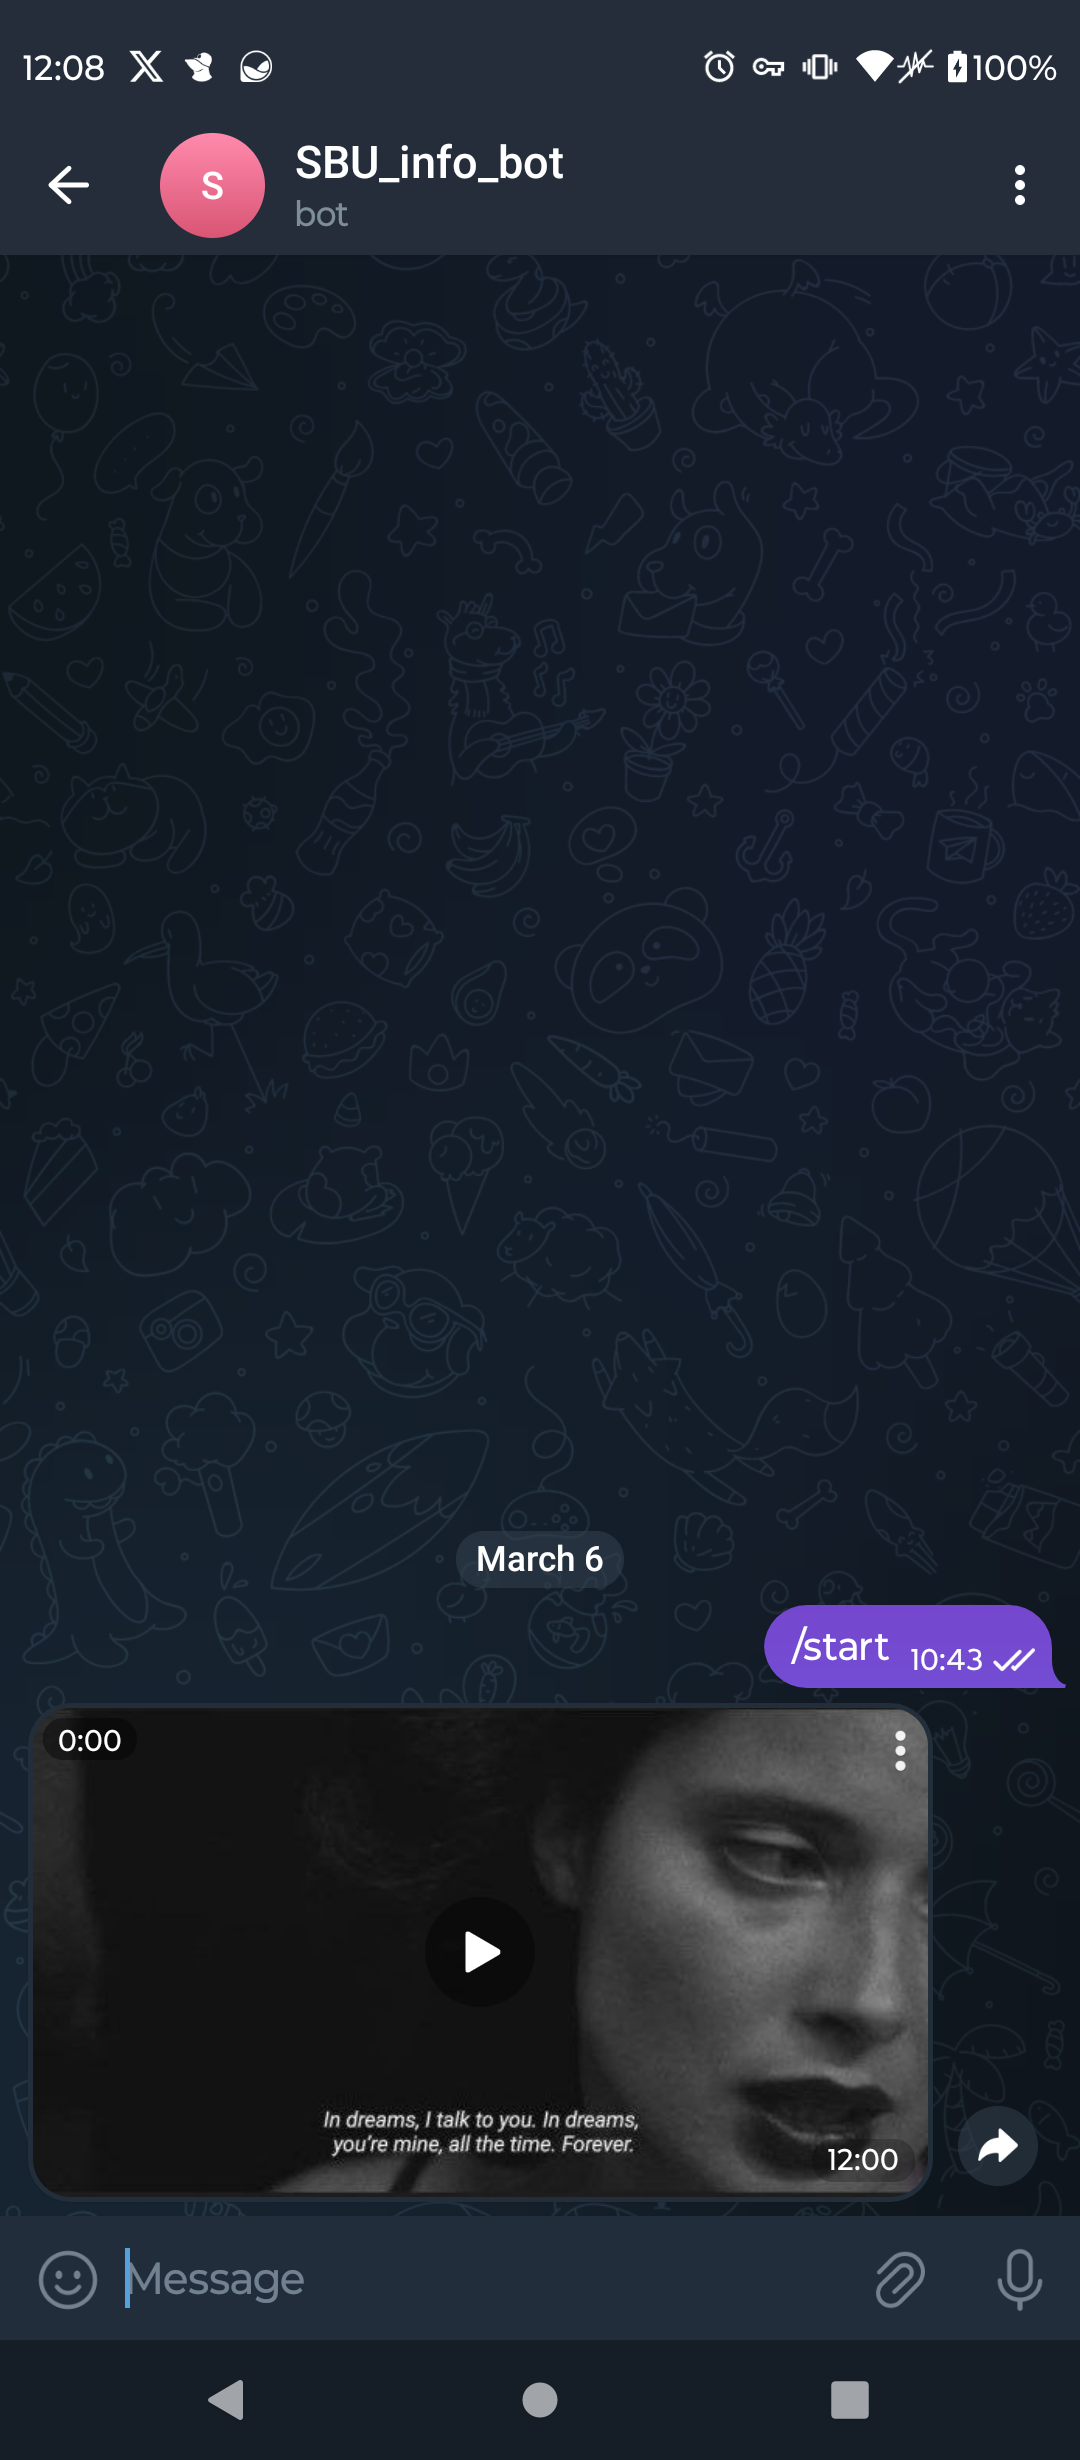 12:08
100%
S
SBU_info_bot
bot
March 6
/start 10:43
0:00
In dreams, I talk to you. In dreams,
you're mine, all the time. Forever.
12:00
Message